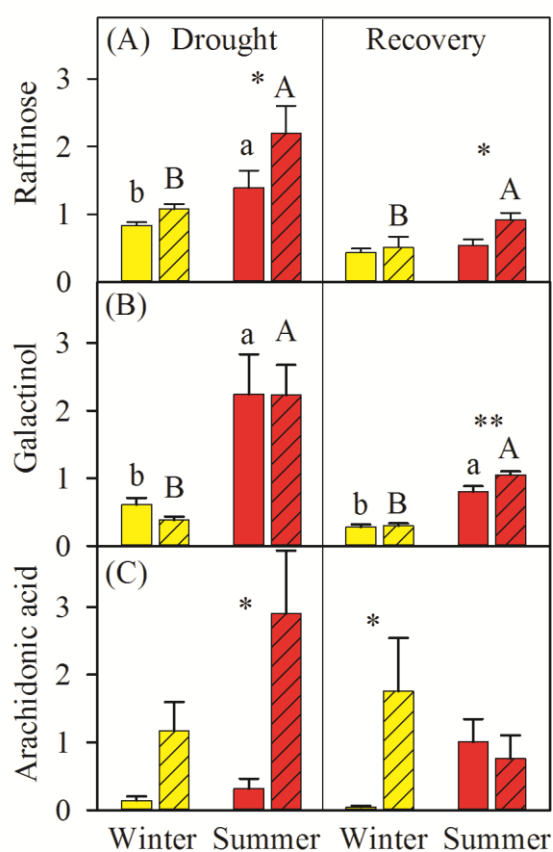 (A) Drought Recovery
Raffinose
3
2
1
0
b B * a A
B * A
(B)
Galactinol
3
2
1
0
b B a A
b B ** a A
(C)
Arachidonic acid
3
2
1
0
*
*
Winter Summer Winter Summer